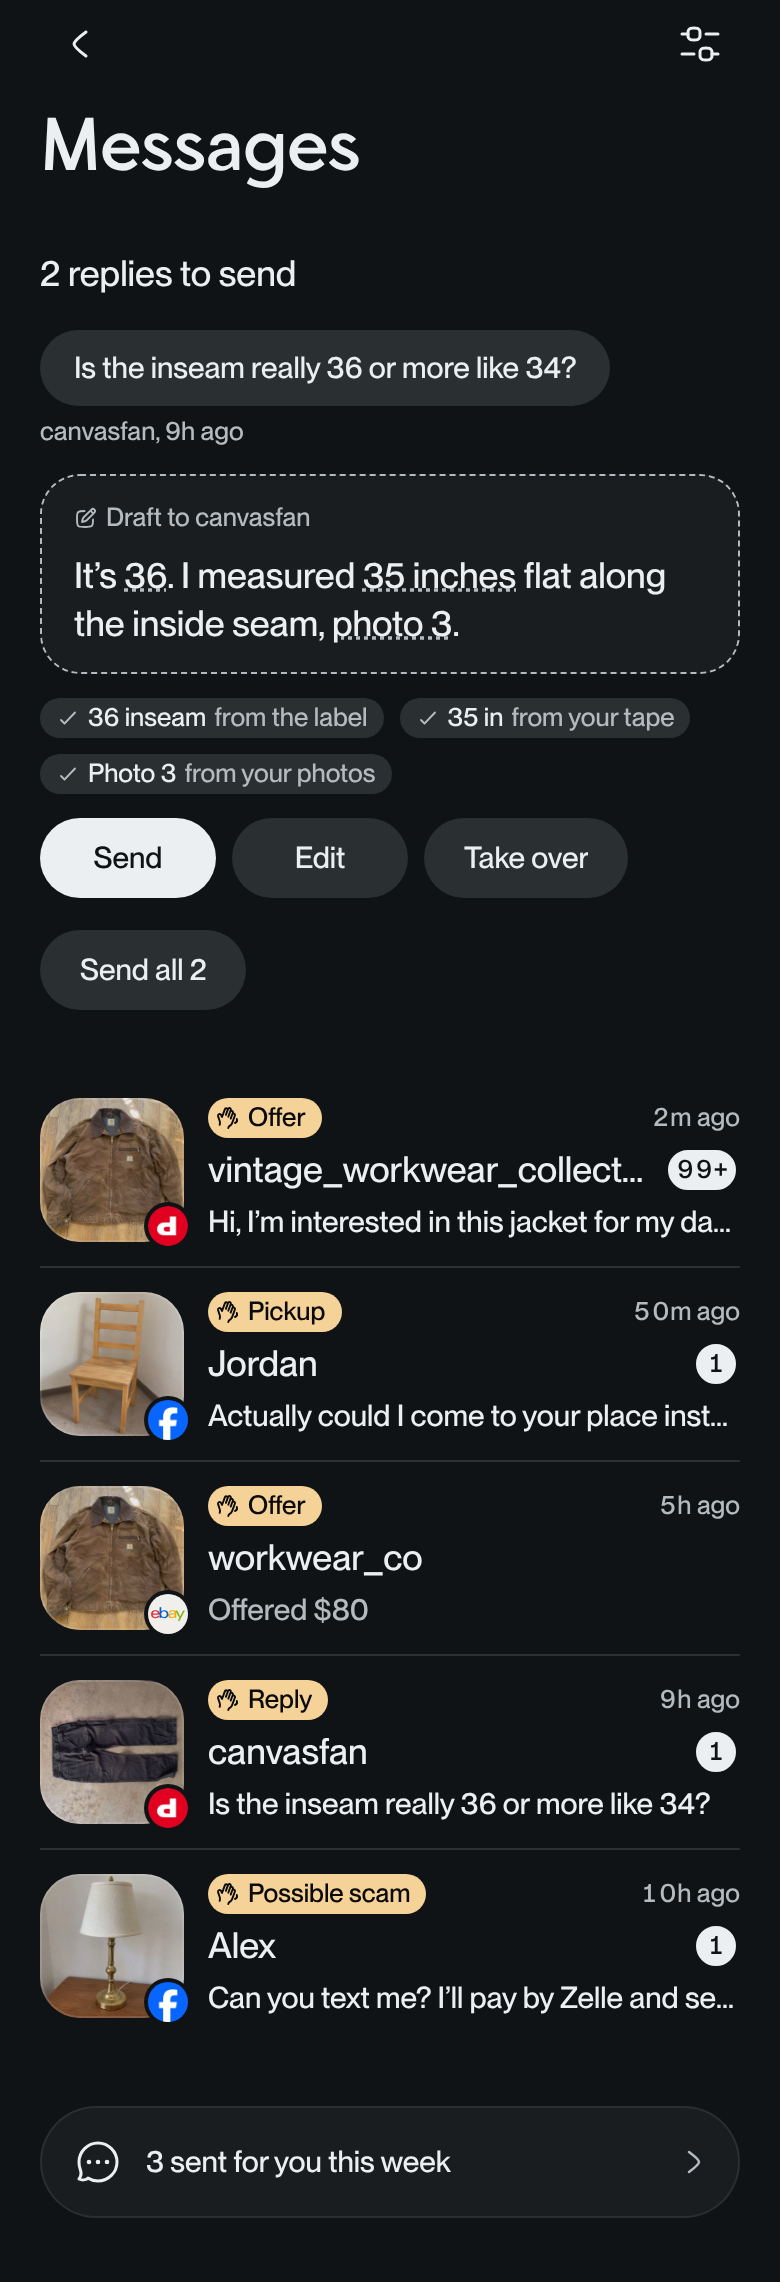 Messages
2 replies to send
Is the inseam really 36 or more like 34?
canvasfan, 9h ago
Draft to canvasfan
It’s 36. I measured 35 inches flat along
the inside seam, photo 3.
36 inseam from the label
35 in from your tape
Photo 3 from your photos
Send
Edit
Take over
Send all 2
Offer
2m ago
vintage_workwear_collect...
99+
Hi, I’m interested in this jacket for my da...
Pickup
50m ago
Jordan
1
Actually could I come to your place inst...
Offer
5h ago
workwear_co
ebay
Offered $80
Reply
9h ago
canvasfan
1
Is the inseam really 36 or more like 34?
Possible scam
10h ago
Alex
1
Can you text me? I’ll pay by Zelle and se...
3 sent for you this week